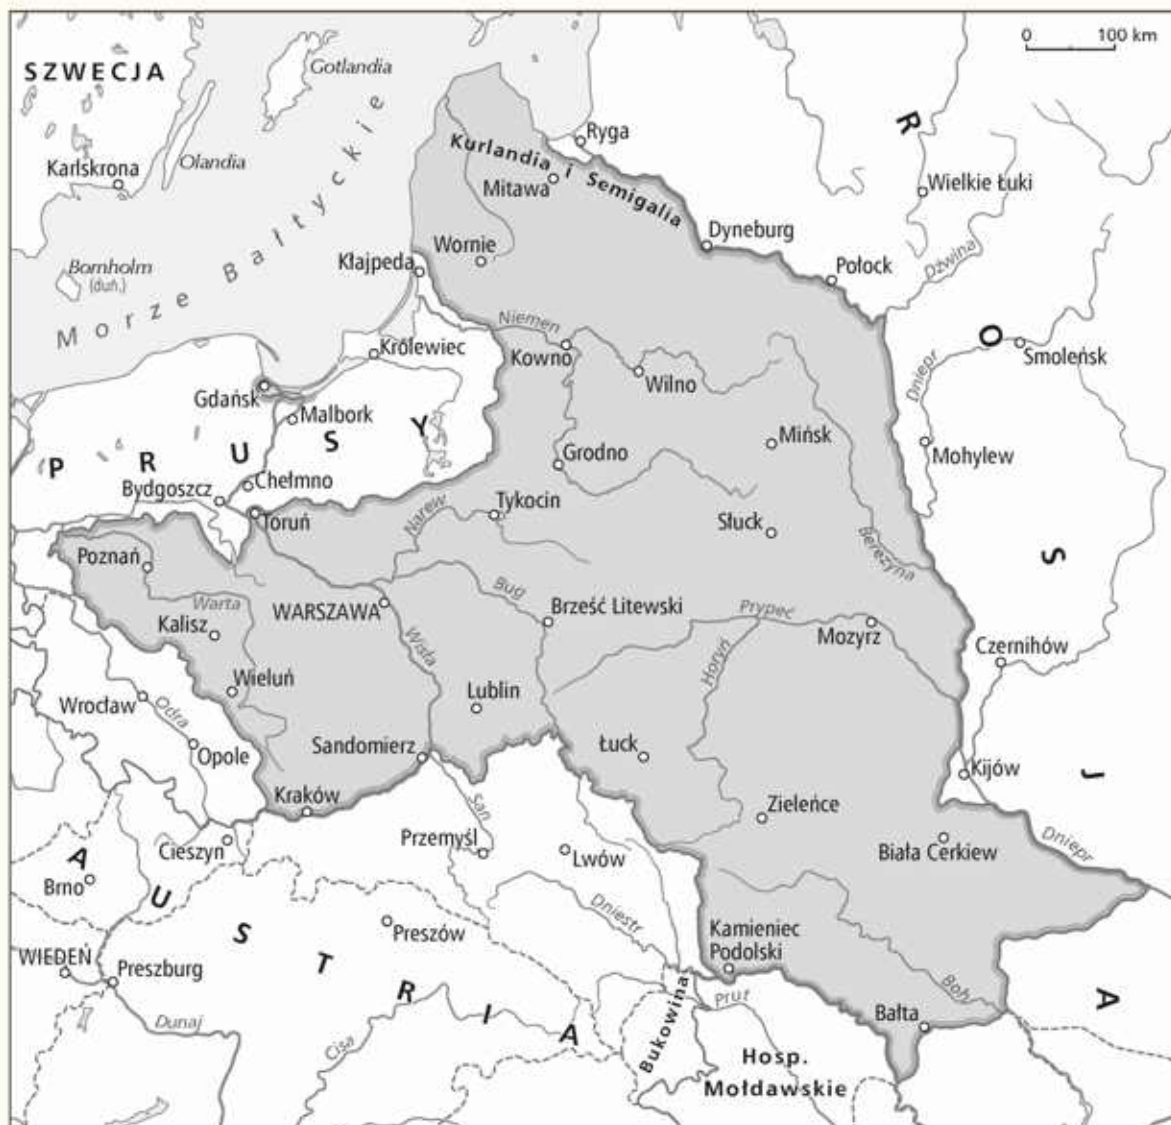 0 100 km
SZWECJA
Gotlandia
R
Ryga
Karlskrona
Olandia
Kurlandia i Semigalia
Mitawa
Wielkie Łuki
Wornie
Dyneburg
Bornholm
(duń.)
Morze Bałtyckie
Kłajpeda
Połock
Dźwina
Niemen
Królewiec
Kowno
O
Smoleńsk
Dniepr
Gdańsk
Wilno
Malbork
PRUSY
Mińsk
Mohylew
Grodno
Chełmno
Bydgoszcz
Tykocin
Toruń
Narew
Słuck
Berezyna
S
Poznań
Bug
Warta
WARSZAWA
Brześć Litewski
Prypeć
Kalisz
Mozyrz
Wisła
Horyń
Czernihów
Wieluń
Lublin
Wrocław
Odra
Opole
Sandomierz
Łuck
Kijów
J
Kraków
San
Zieleńce
Cieszyn
Przemyśl
Lwów
Biała Cerkiew
Dniepr
AUSTRIA
Brno
Dniestr
Preszów
Kamieniec
Podolski
WIEDEŃ
Preszburg
Boh
Prut
A
Dunaj
Cisa
Bukowina
Bałta
Hosp.
Mołdawskie